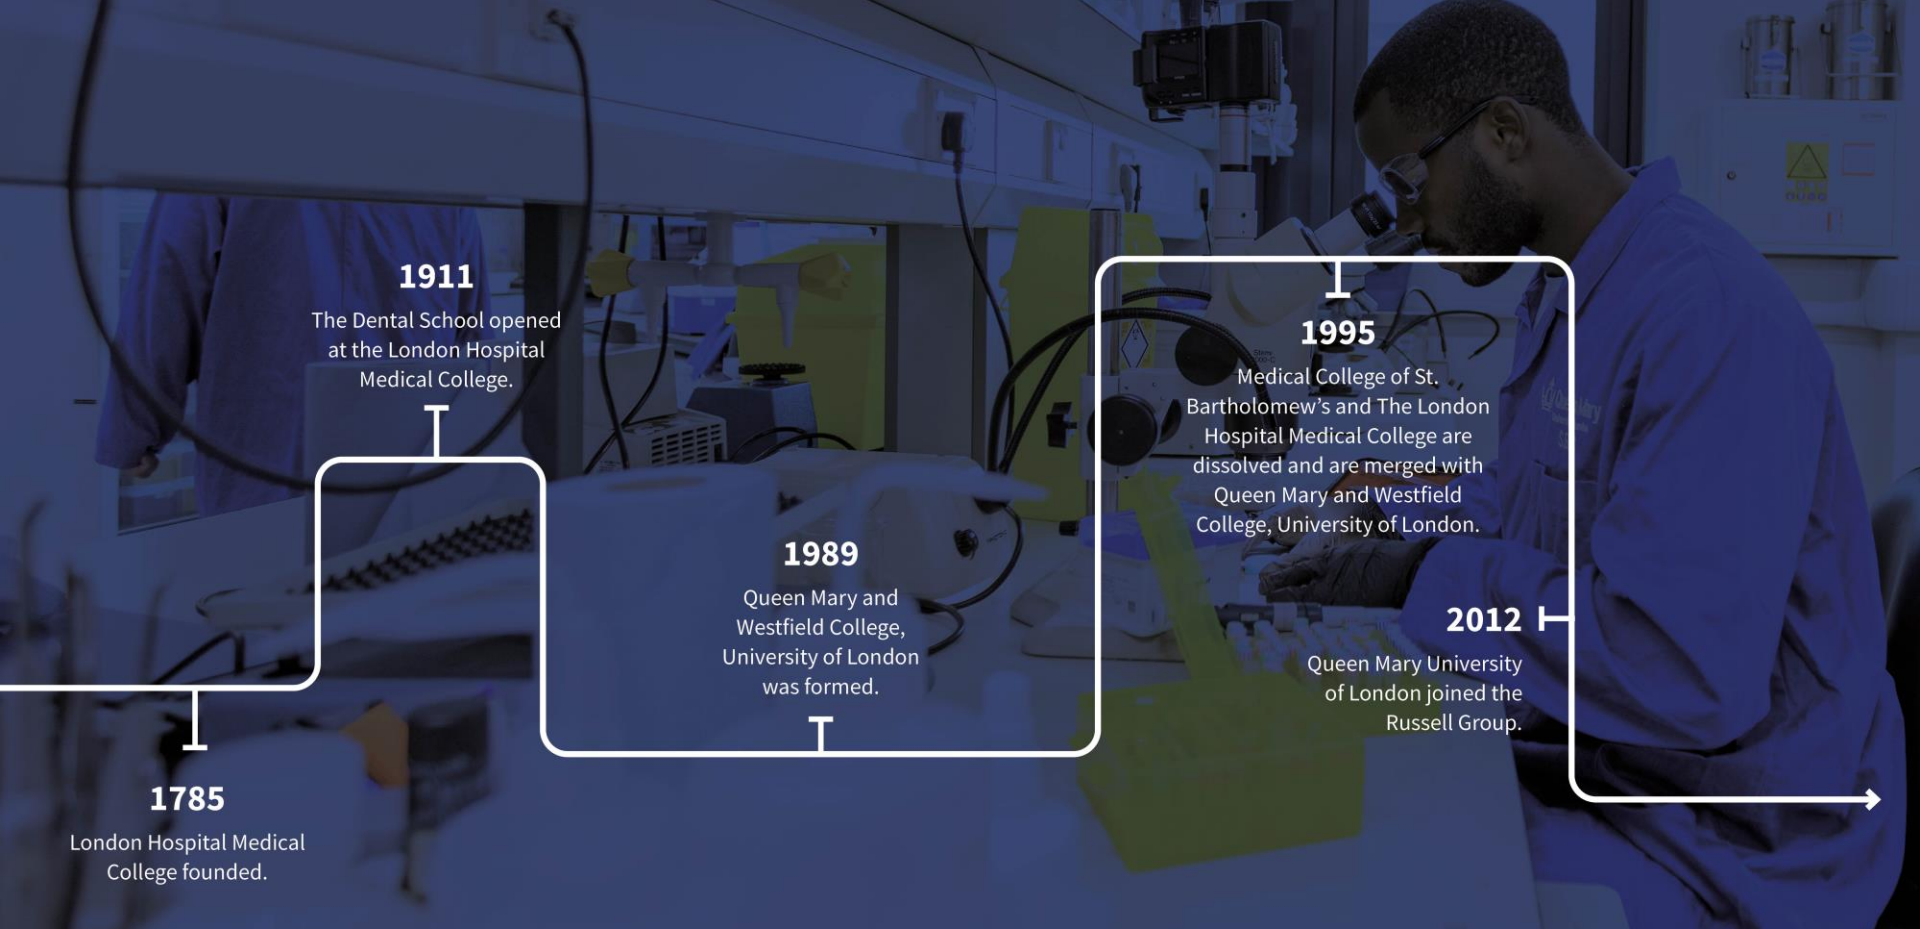 1911
The Dental School opened
at the London Hospital
Medical College.
1785
London Hospital Medical
College founded.
1989
Queen Mary and
Westfield College,
University of London
was formed.
1995
Medical College of St.
Bartholomew's and The London
Hospital Medical College are
dissolved and are merged with
Queen Mary and Westfield
College, University of London.
2012
Queen Mary University
of London joined the
Russell Group.